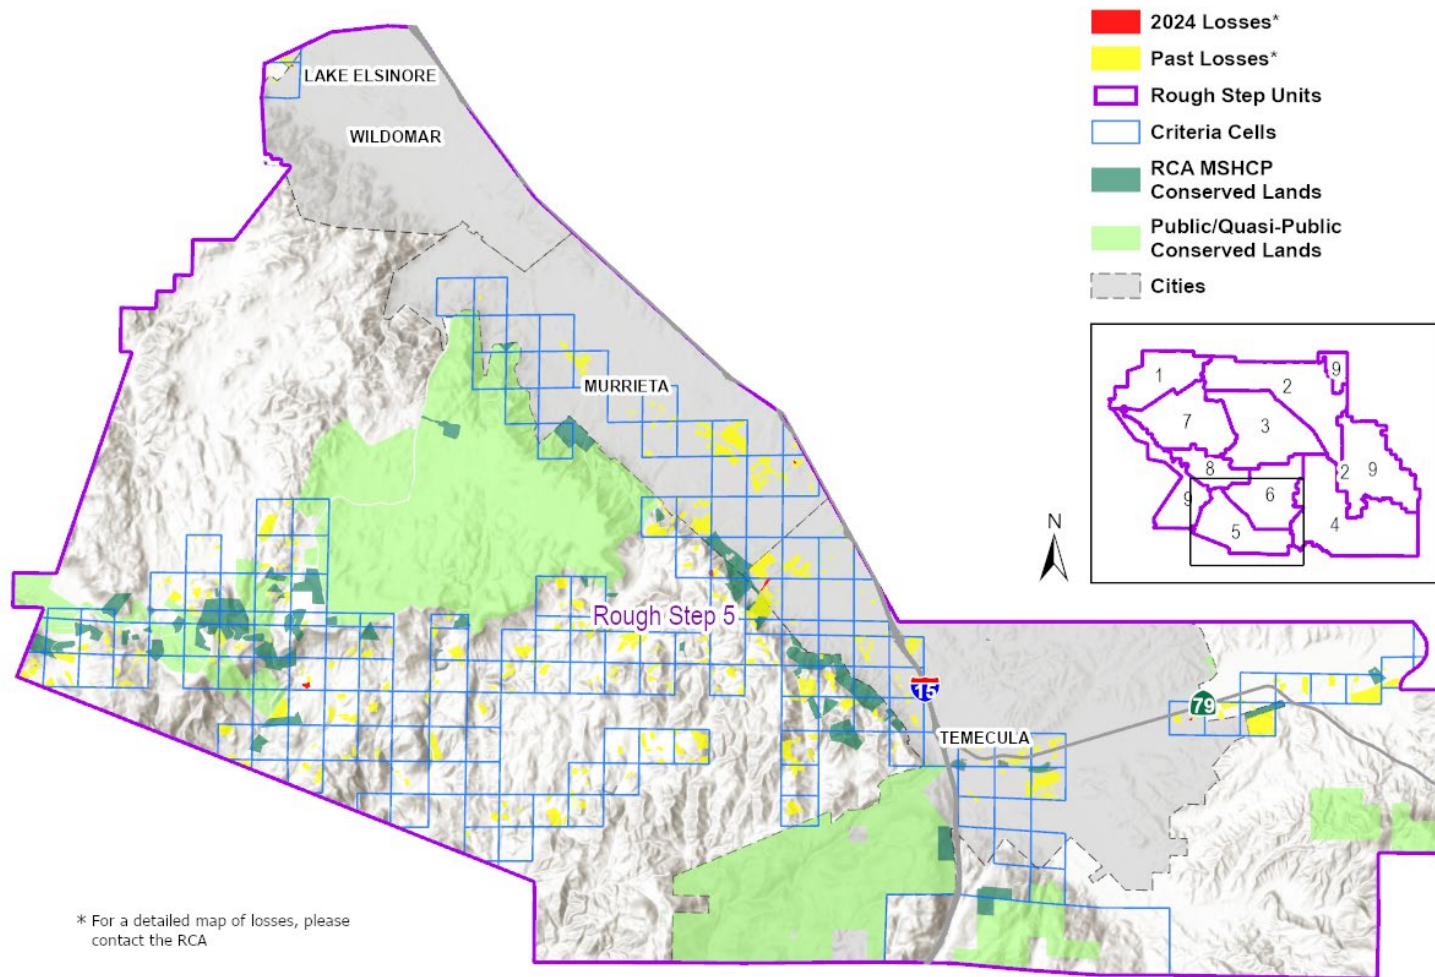 2024 Losses*
Past Losses*
Rough Step Units
Criteria Cells
RCA MSHCP
Conserved Lands
Public/Quasi-Public
Conserved Lands
Cities
LAKE ELSINORE
WILDOMAR
MURRIETA
Rough Step 5
15
79
TEMECULA
N
1
2
9
7
3
8
2
9
6
9
5
4
* For a detailed map of losses, please
contact the RCA